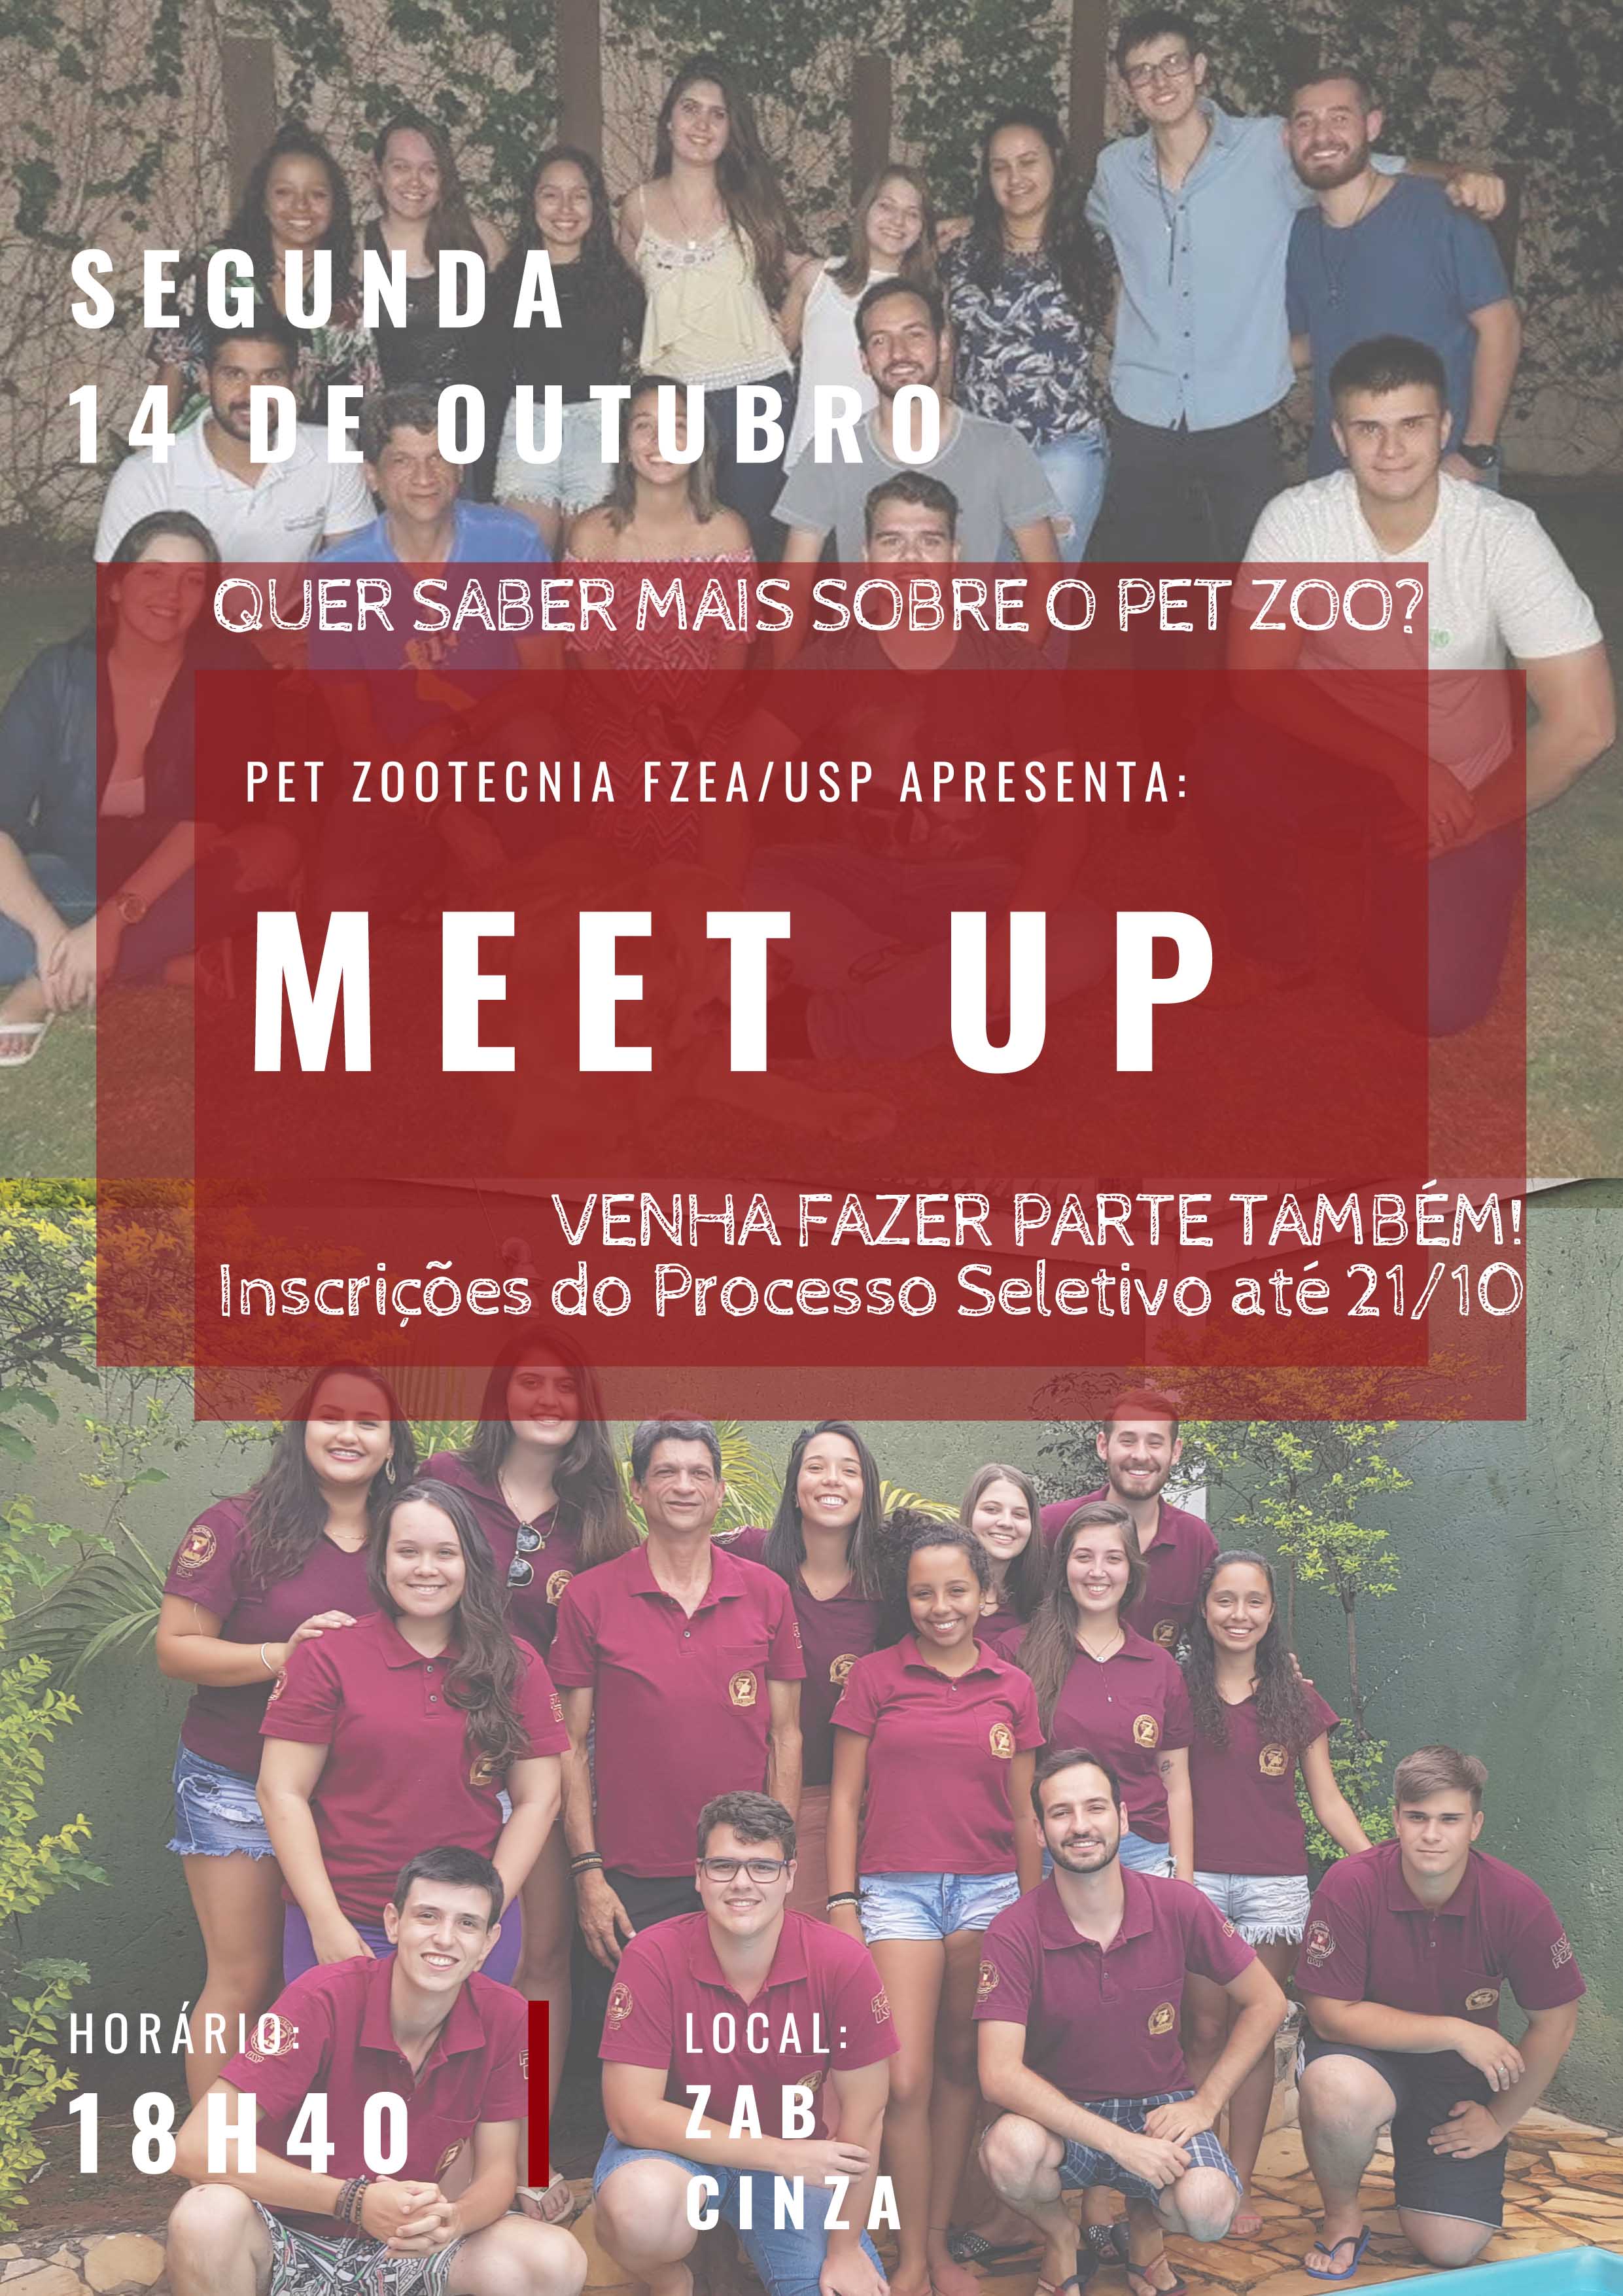 SEGUNDA
14 DE OUTUBRO
QUER SABER MAIS SOBRE O PET ZOO?
PET ZOOTECNIA FZEA/USP APRESENTA:
MEET UP
VENHA FAZER PARTE TAMBÉM!
Inscrições do Processo Seletivo até 21/10
HORÁRIO:
18H40
LOCAL:
ZAB
CINZA